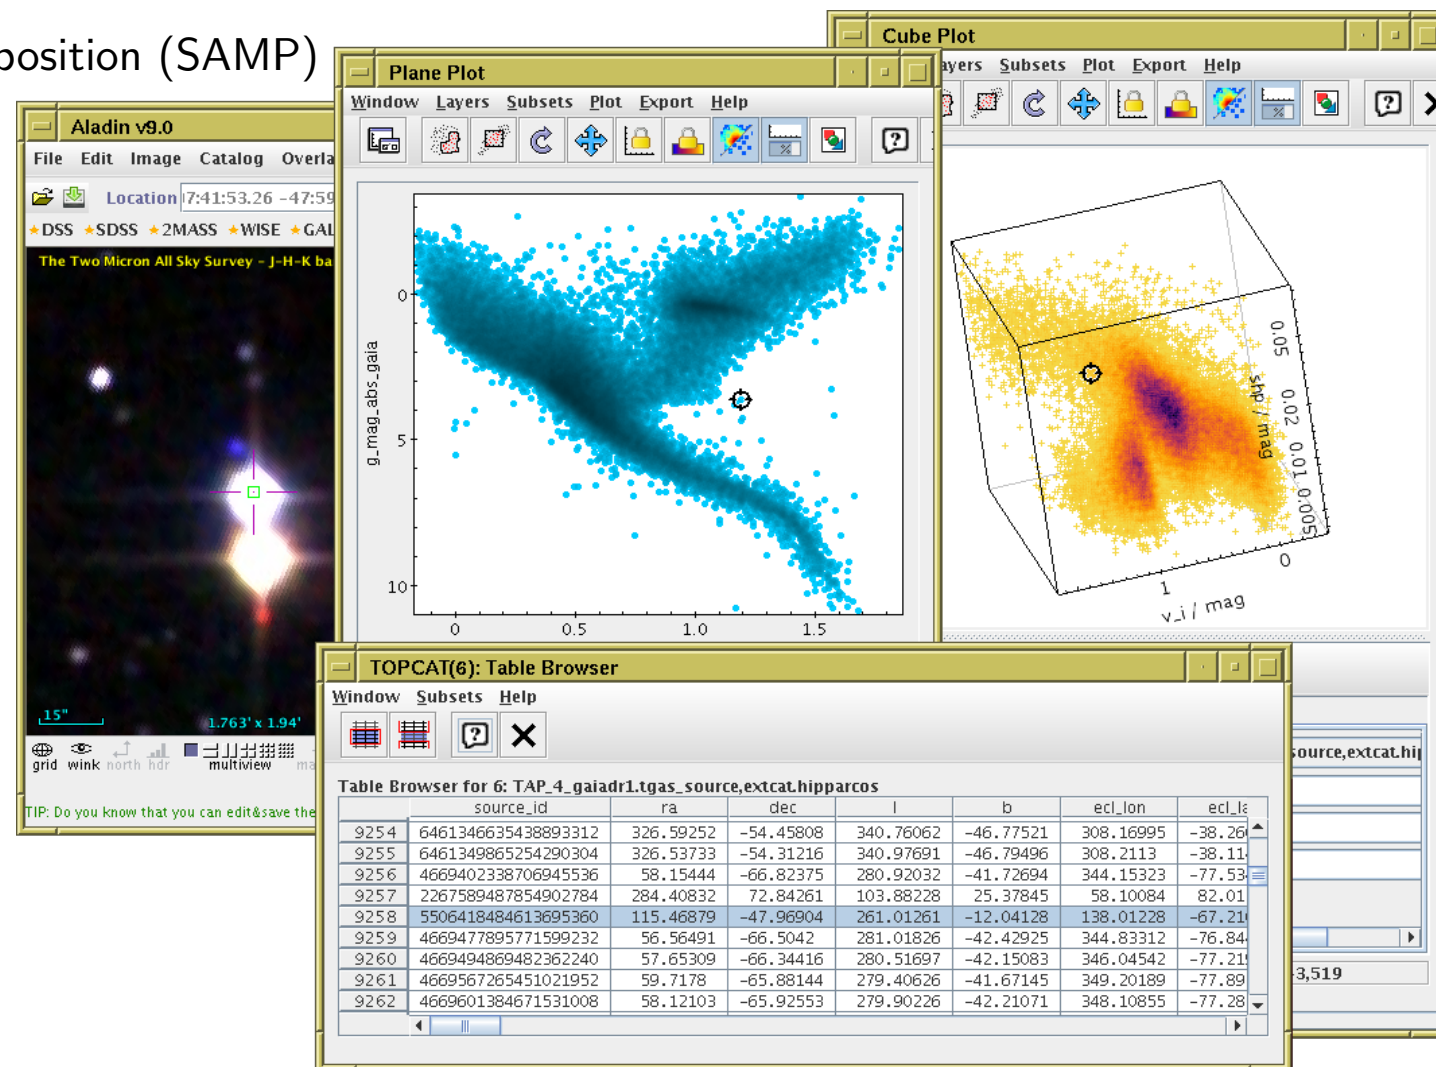 position (SAMP)
Aladin v9.0
File Edit Image Catalog Overla
Location 7:41:53.26 -47:59
DSS SDSS 2MASS WISE GAL
The Two Micron All Sky Survey - J-H-K ba
15"
1.763' x 1.94'
grid wink north hdr multiview ma
TIP: Do you know that you can edit&save the
Plane Plot
Window Layers Subsets Plot Export Help
g_mag_abs_gaia
0
5
10
0 0.5 1.0 1.5
Cube Plot
ayers Subsets Plot Export Help
0.05 0.02 0.01 0.005
shp / mag
1 0
v_i / mag
source,extcat.hip
3,519
TOPCAT(6): Table Browser
Window Subsets Help
Table Browser for 6: TAP_4_gaiadr1.tgas_source,extcat.hipparcos
source_id ra dec l b ecl_lon ecl_la
9254 6461346635438893312 326.59252 -54.45808 340.76062 -46.77521 308.16995 -38.26
9255 6461349865254290304 326.53733 -54.31216 340.97691 -46.79496 308.2113 -38.11
9256 4669402338706945536 58.15444 -66.82375 280.92032 -41.72694 344.15323 -77.53
9257 2267589487854902784 284.40832 72.84261 103.88228 25.37845 58.10084 82.01
9258 5506418484613695360 115.46879 -47.96904 261.01261 -12.04128 138.01228 -67.21
9259 4669477895771599232 56.56491 -66.5042 281.01826 -42.42925 344.83312 -76.84
9260 4669494869482362240 57.65309 -66.34416 280.51697 -42.15083 346.04542 -77.21
9261 4669567265451021952 59.7178 -65.88144 279.40626 -41.67145 349.20189 -77.89
9262 4669601384671531008 58.12103 -65.92553 279.90226 -42.21071 348.10855 -77.28